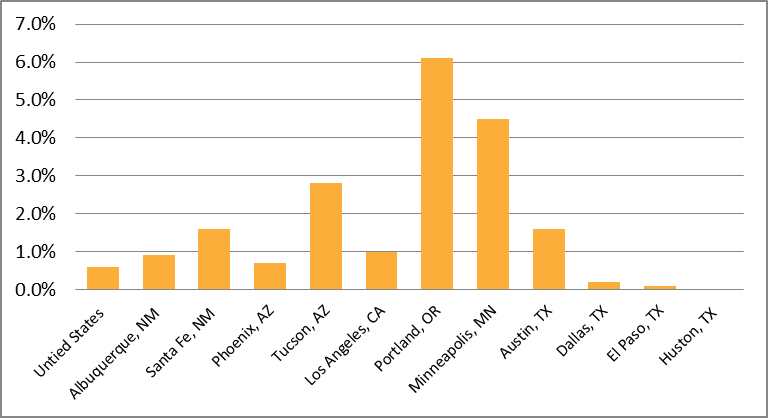 7.0%
6.0%
5.0%
4.0%
3.0%
2.0%
1.0%
0.0%
Untied States
Albuquerque, NM
Santa Fe, NM
Phoenix, AZ
Tucson, AZ
Los Angeles, CA
Portland, OR
Minneapolis, MN
Austin, TX
Dallas, TX
El Paso, TX
Huston, TX